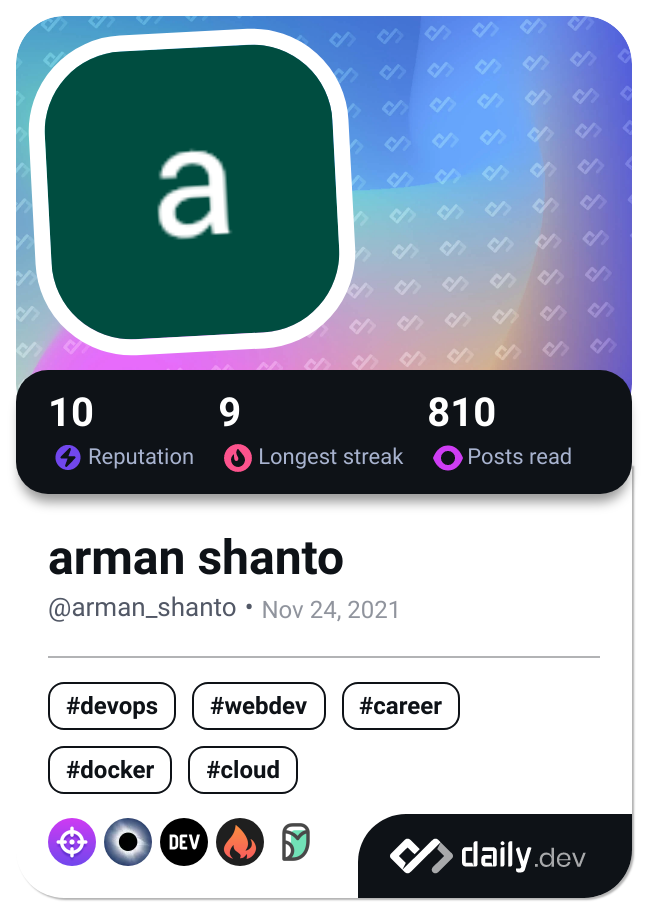 a
10 9 810
Reputation Longest streak Posts read
arman shanto
@arman_shanto • Nov 24, 2021
#devops #webdev #career
#docker #cloud
DEV
daily.dev